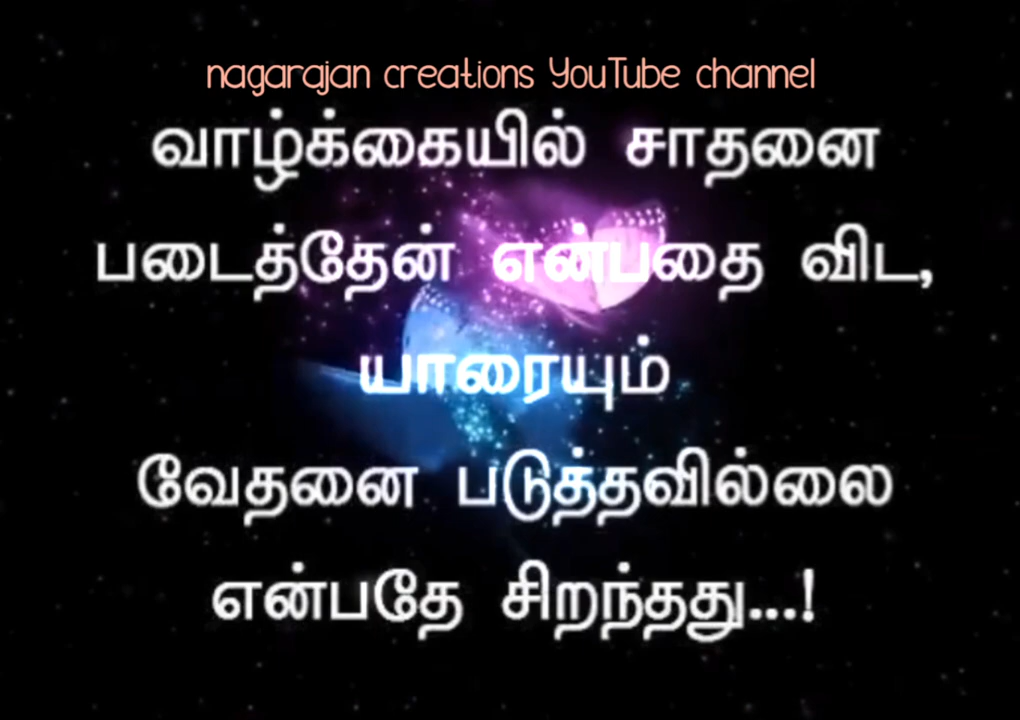 nagarajan creations YouTube channel
வாழ்க்கையில் சாதனை
படைத்தேன் என்பதை விட,
யாரையும்
வேதனை படுத்தவில்லை
என்பதே சிறந்தது...!